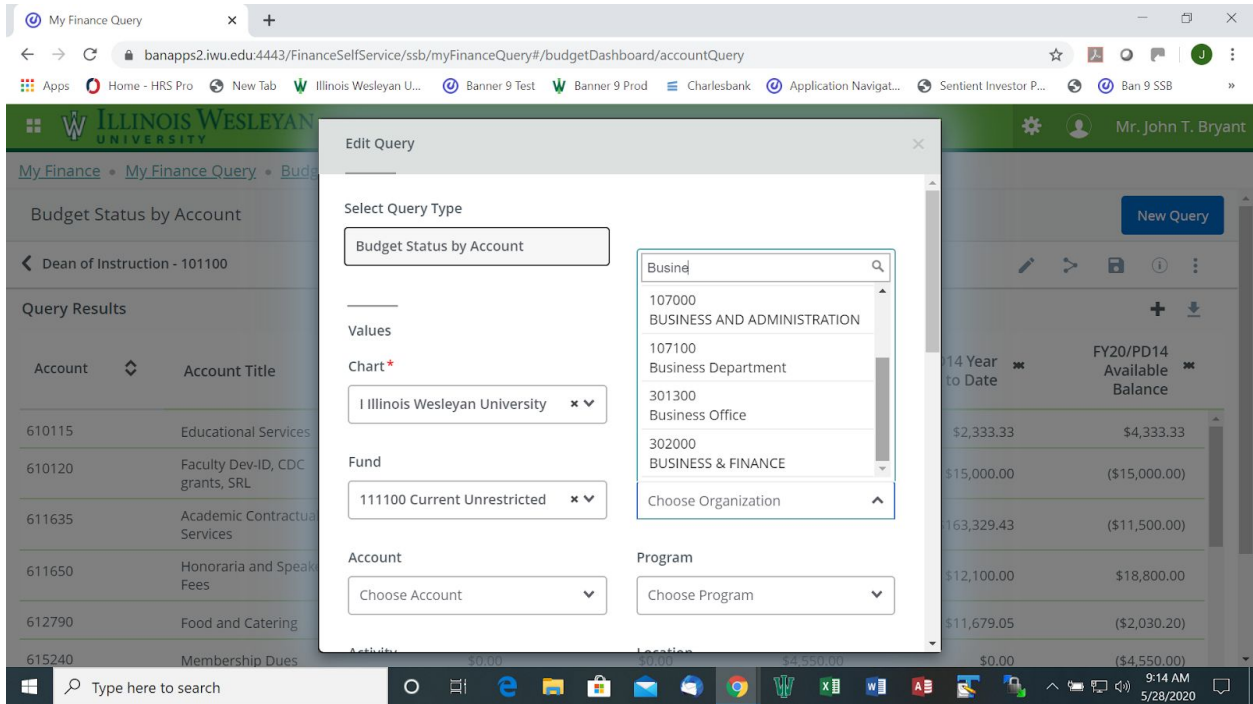 My Finance Query
banapps2.iwu.edu:4443/FinanceSelfService/ssb/myFinanceQuery#/budgetDashboard/accountQuery
J
Apps Home - HRS Pro New Tab Illinois Wesleyan U... Banner 9 Test Banner 9 Prod Charlesbank Application Navigat... Sentient Investor P... Ban 9 SSB »
ILLINOIS WESLEYAN
UNIVERSITY
Mr. John T. Bryant
My Finance • My Finance Query • Budg
Budget Status by Account
New Query
Dean of Instruction - 101100
Query Results
Account
Account Title
14 Year to Date
FY20/PD14
Available
Balance
610115 Educational Services $2,333.33 $4,333.33
610120 Faculty Dev-ID, CDC
grants, SRL $15,000.00 ($15,000.00)
611635 Academic Contractual
Services 163,329.43 ($11,500.00)
611650 Honoraria and Speake
Fees $12,100.00 $18,800.00
612790 Food and Catering $11,679.05 ($2,030.20)
615240 Membership Dues $0.00 $0.00 $4,550.00 $0.00 ($4,550.00)
Edit Query
Select Query Type
Budget Status by Account
Values
Chart*
I Illinois Wesleyan University
Fund
111100 Current Unrestricted
Busine
107000
BUSINESS AND ADMINISTRATION
107100
Business Department
301300
Business Office
302000
BUSINESS & FINANCE
Choose Organization
Account
Choose Account
Program
Choose Program
Activity
Location
Type here to search
9:14 AM
5/28/2020